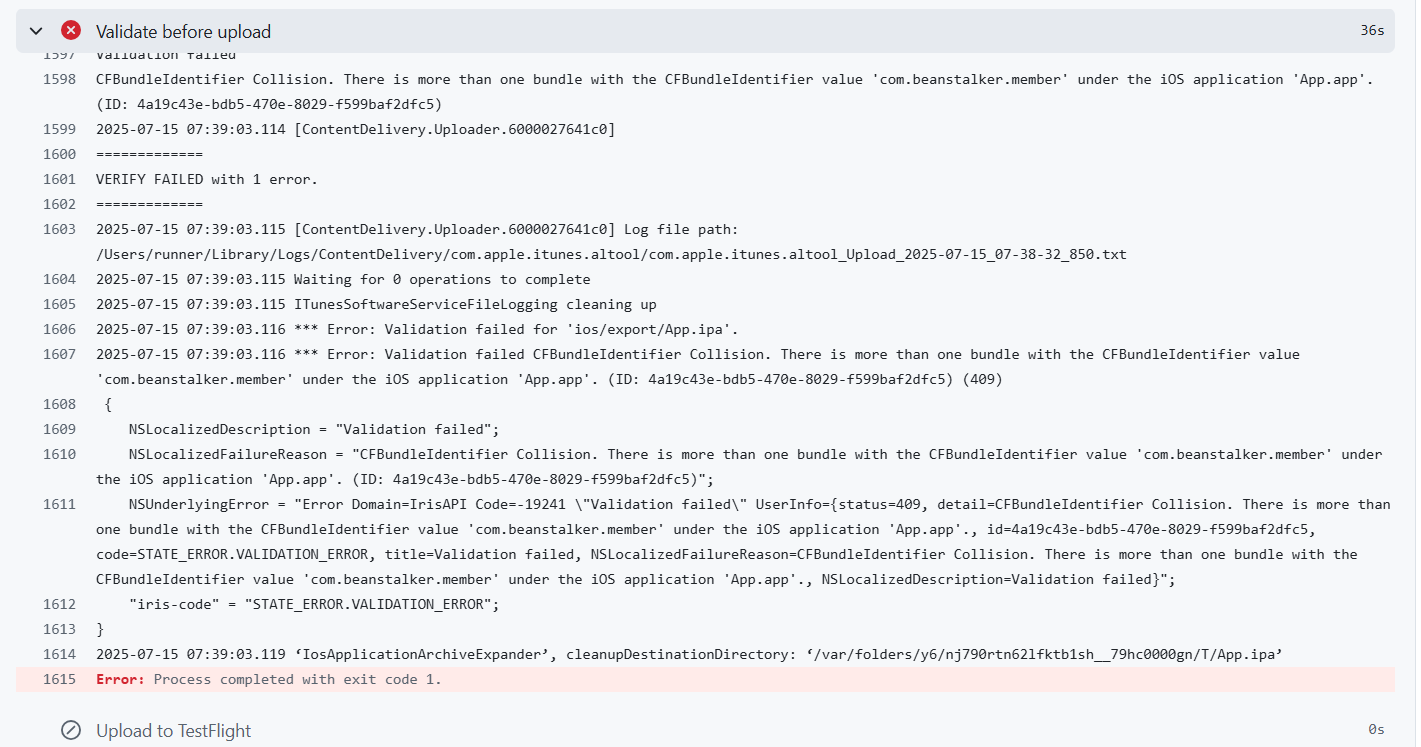 Validate before upload
36s
1597 Validation failed
1598 CFBundleIdentifier Collision. There is more than one bundle with the CFBundleIdentifier value 'com.beanstalker.member' under the iOS application 'App.app'.
(ID: 4a19c43e-bdb5-470e-8029-f599baf2dfc5)
1599 2025-07-15 07:39:03.114 [ContentDelivery.Uploader.6000027641c0]
1600 =============
1601 VERIFY FAILED with 1 error.
1602 =============
1603 2025-07-15 07:39:03.115 [ContentDelivery.Uploader.6000027641c0] Log file path:
/Users/runner/Library/Logs/ContentDelivery/com.apple.itunes.altool/com.apple.itunes.altool_Upload_2025-07-15_07-38-32_850.txt
1604 2025-07-15 07:39:03.115 Waiting for 0 operations to complete
1605 2025-07-15 07:39:03.115 ITunesSoftwareServiceFileLogging cleaning up
1606 2025-07-15 07:39:03.116 *** Error: Validation failed for 'ios/export/App.ipa'.
1607 2025-07-15 07:39:03.116 *** Error: Validation failed CFBundleIdentifier Collision. There is more than one bundle with the CFBundleIdentifier value
'com.beanstalker.member' under the iOS application 'App.app'. (ID: 4a19c43e-bdb5-470e-8029-f599baf2dfc5) (409)
1608 {
1609 NSLocalizedDescription = "Validation failed";
1610 NSLocalizedFailureReason = "CFBundleIdentifier Collision. There is more than one bundle with the CFBundleIdentifier value 'com.beanstalker.member' under
the iOS application 'App.app'. (ID: 4a19c43e-bdb5-470e-8029-f599baf2dfc5)";
1611 NSUnderlyingError = "Error Domain=IrisAPI Code=-19241 \"Validation failed\" UserInfo={status=409, detail=CFBundleIdentifier Collision. There is more than
one bundle with the CFBundleIdentifier value 'com.beanstalker.member' under the iOS application 'App.app'., id=4a19c43e-bdb5-470e-8029-f599baf2dfc5,
code=STATE_ERROR.VALIDATION_ERROR, title=Validation failed, NSLocalizedFailureReason=CFBundleIdentifier Collision. There is more than one bundle with the
CFBundleIdentifier value 'com.beanstalker.member' under the iOS application 'App.app'., NSLocalizedDescription=Validation failed}";
1612 "iris-code" = "STATE_ERROR.VALIDATION_ERROR";
1613 }
1614 2025-07-15 07:39:03.119 ‘IosApplicationArchiveExpander’, cleanupDestinationDirectory: ‘/var/folders/y6/nj790rtn62lfktb1sh__79hc0000gn/T/App.ipa’
1615 Error: Process completed with exit code 1.
Upload to TestFlight
0s